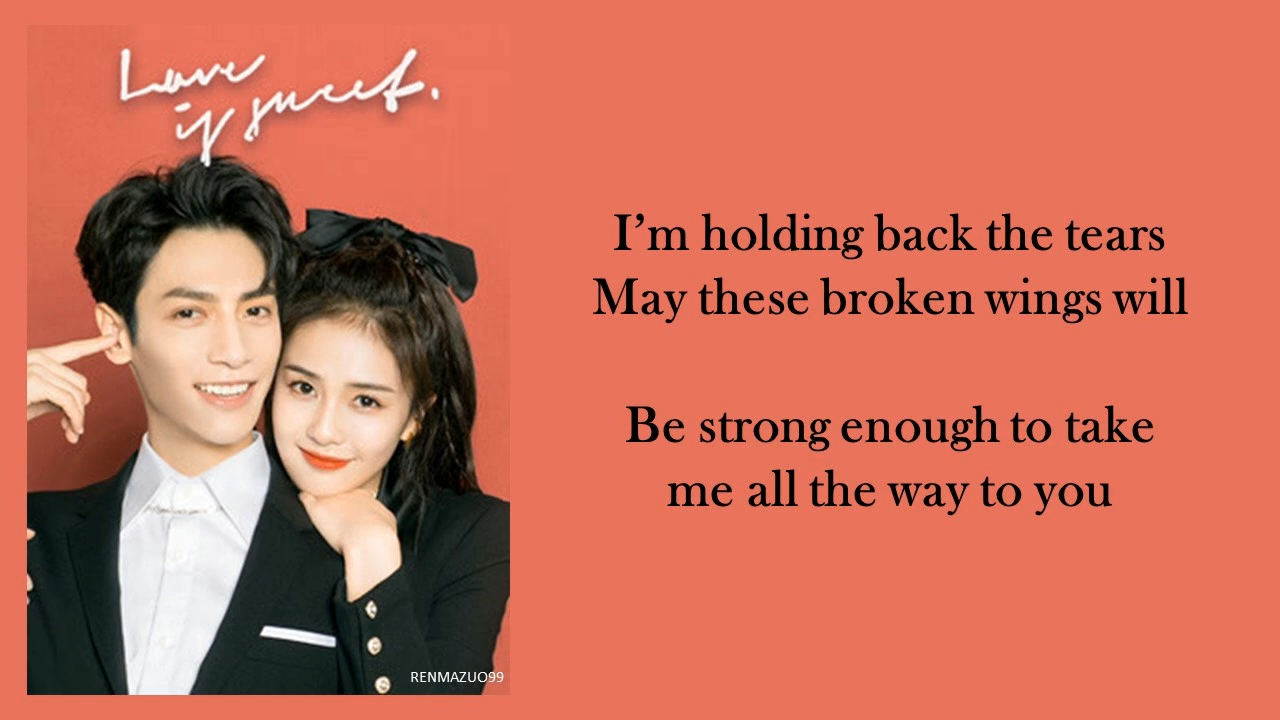 Love
is sweet.
RENMAZUO99
I’m holding back the tears
May these broken wings will
Be strong enough to take
me all the way to you